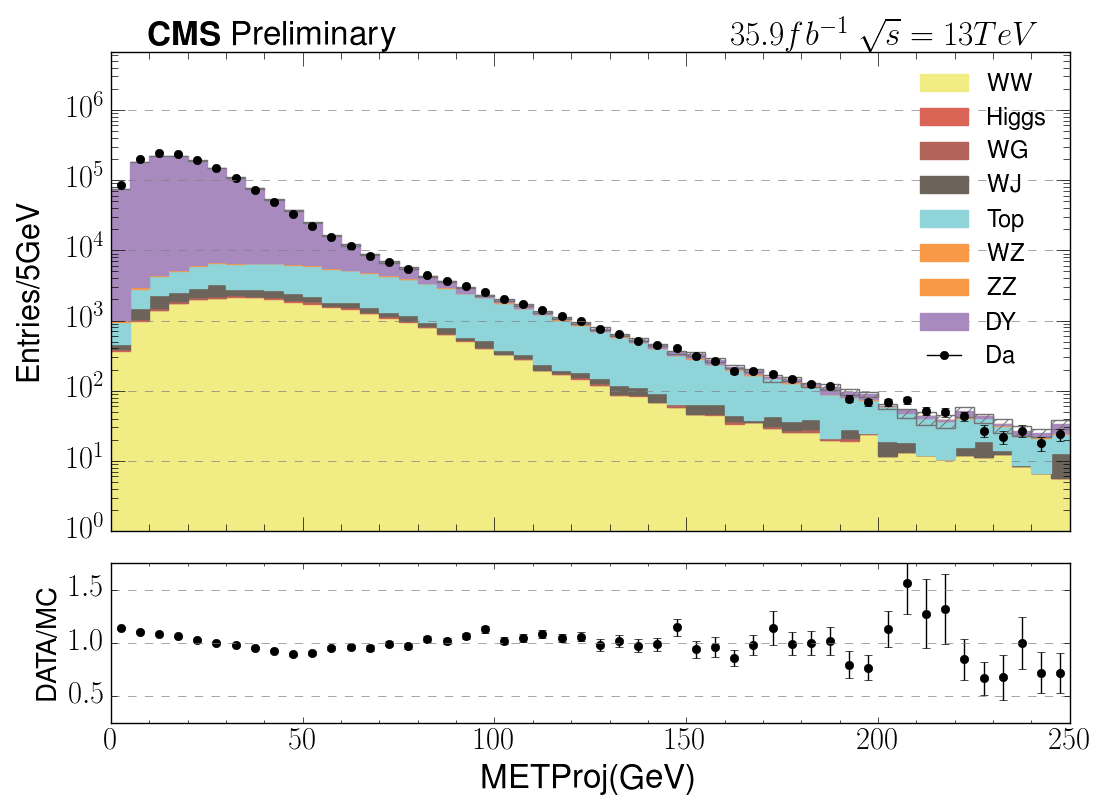 CMS Preliminary 35.9fb⁻¹ √s = 13TeV
Entries/5GeV
10⁶
10⁵
10⁴
10³
10²
10¹
10⁰
WW
Higgs
WG
WJ
Top
WZ
ZZ
DY
Da
DATA/MC
1.5
1.0
0.5
0 50 100 150 200 250
METProj(GeV)